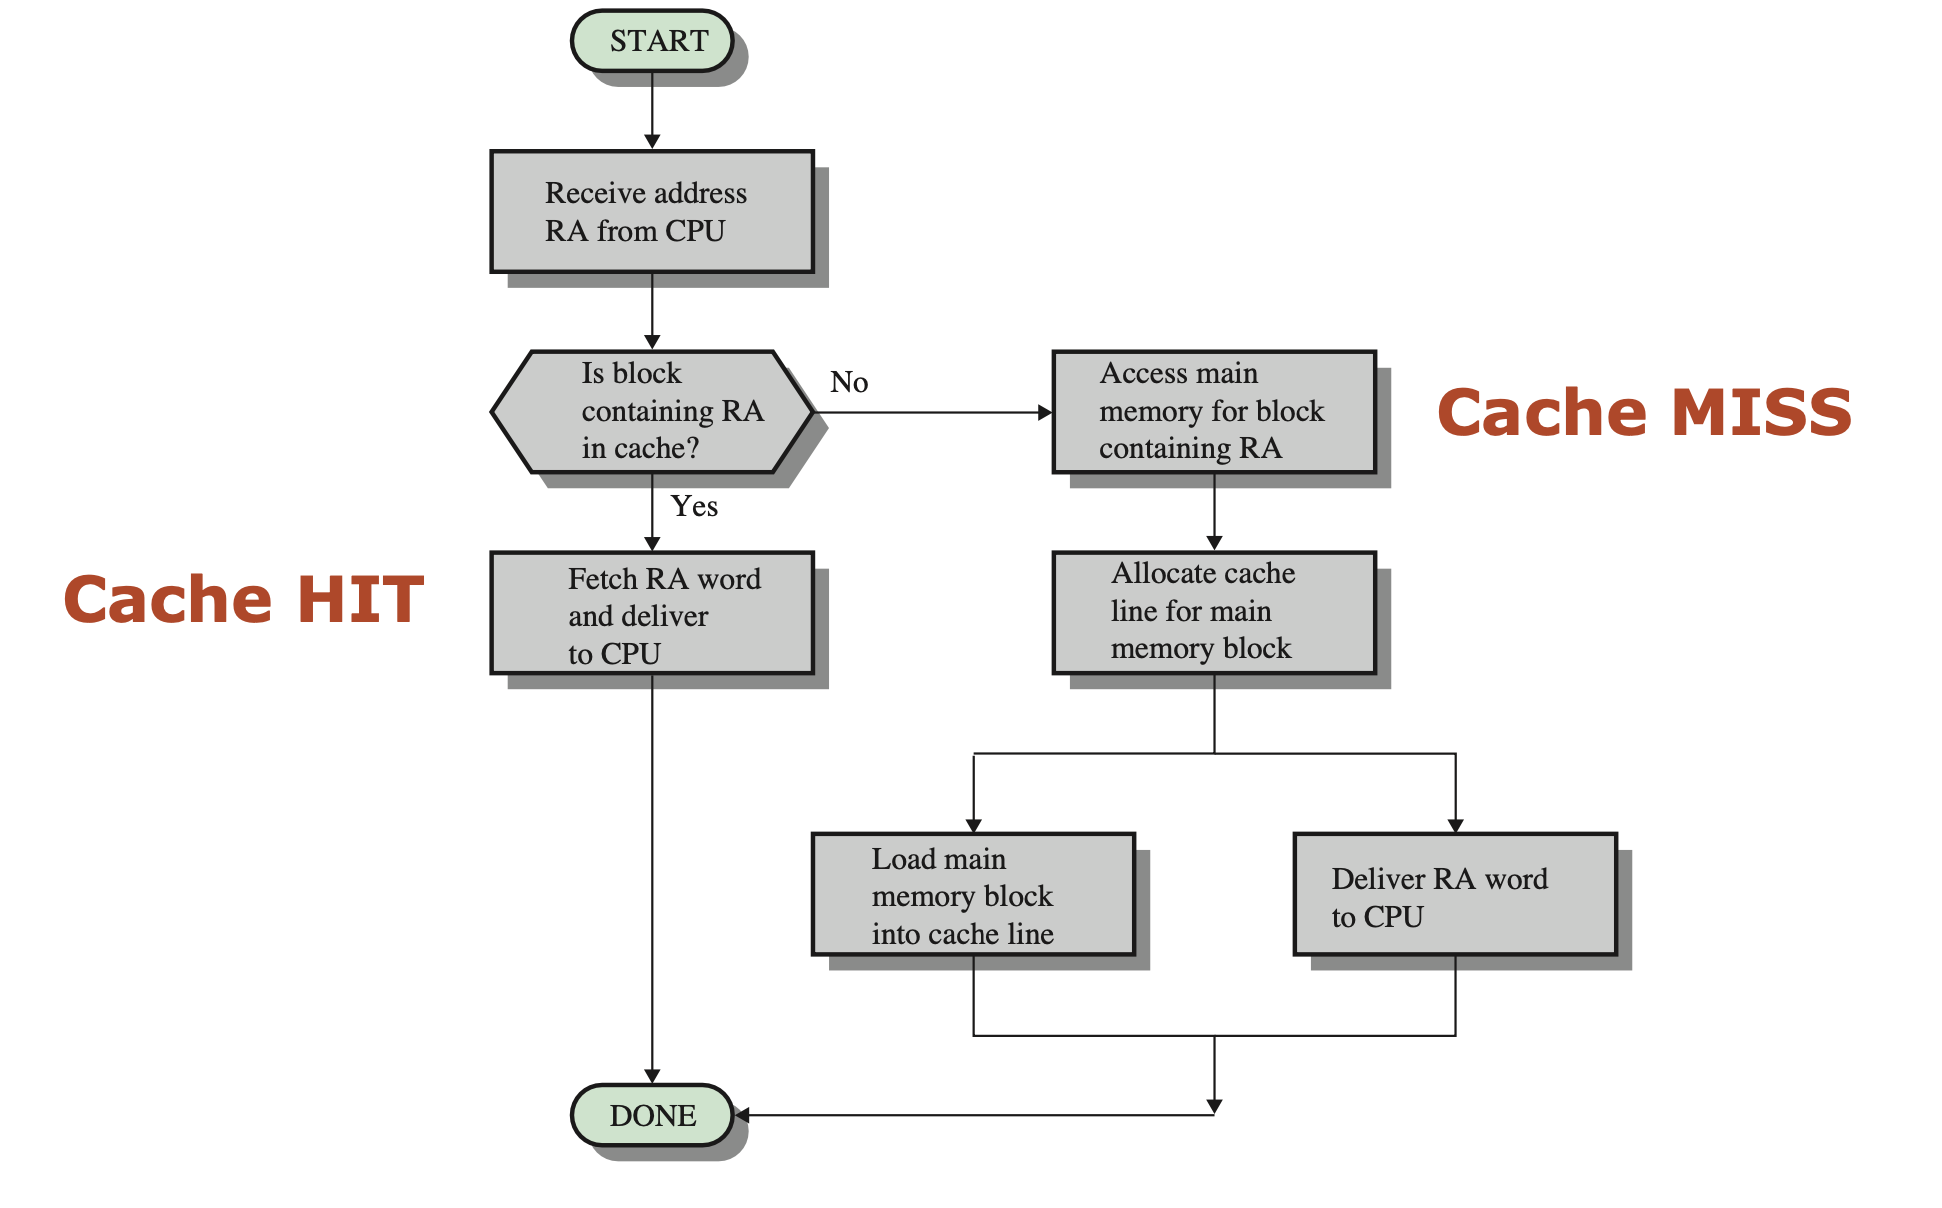 START
Receive address
RA from CPU
Is block
containing RA
in cache?
No
Access main
memory for block
containing RA
Cache MISS
Yes
Cache HIT
Fetch RA word
and deliver
to CPU
Allocate cache
line for main
memory block
Load main
memory block
into cache line
Deliver RA word
to CPU
DONE